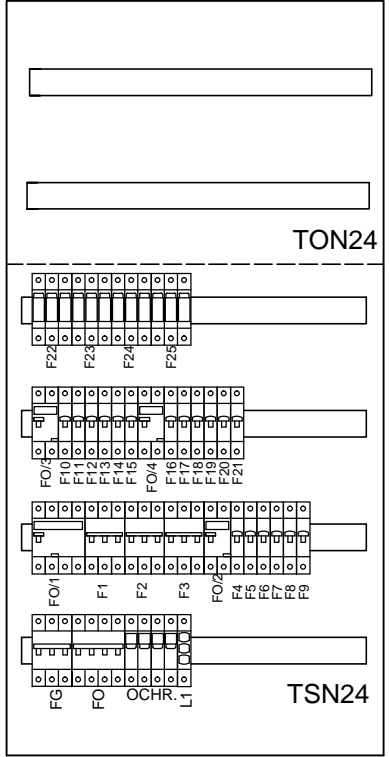 TON24
F22 F23 F24 F25
FO/3 F10 F11 F12 F13 F14 F15 FO/4 F16 F17 F18 F19 F20 F21
FO/1 F1 F2 F3 FO/2 F4 F5 F6 F7 F8 F9
FG FO OCHR. L1
TSN24